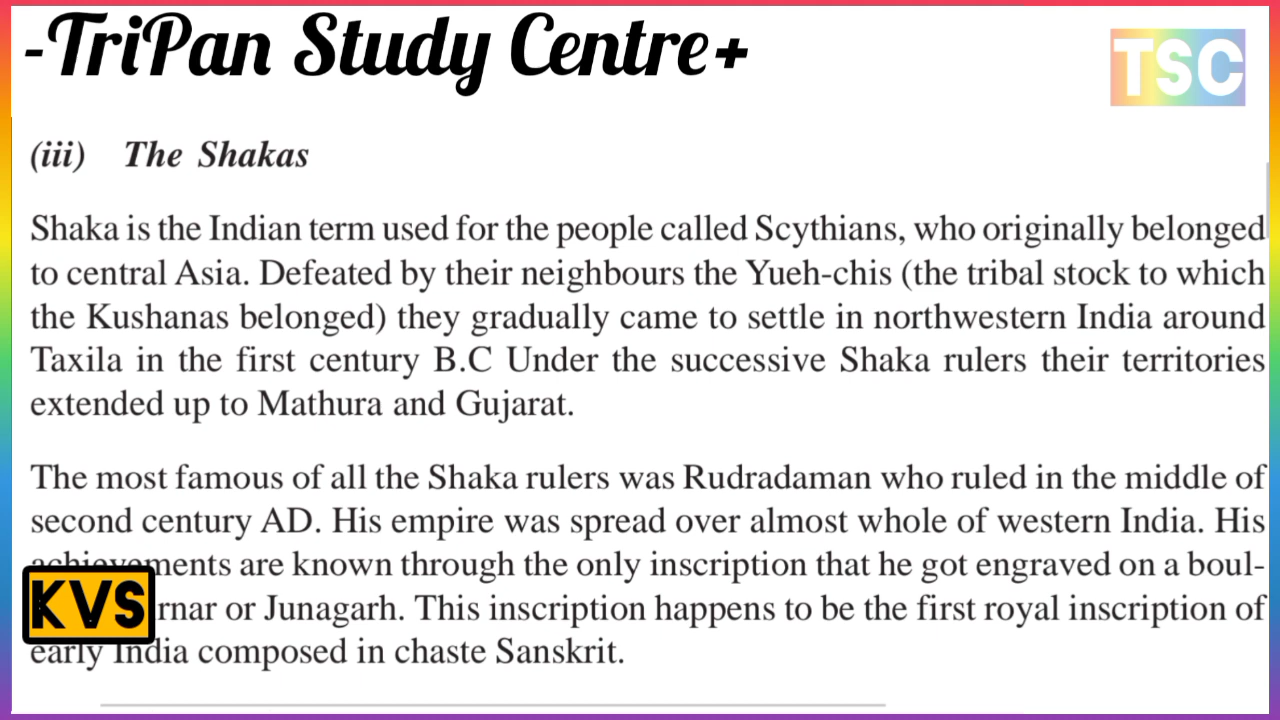 -TriPan Study Centre+
TSC
(iii) The Shakas
Shaka is the Indian term used for the people called Scythians, who originally belonged
to central Asia. Defeated by their neighbours the Yueh-chis (the tribal stock to which
the Kushanas belonged) they gradually came to settle in northwestern India around
Taxila in the first century B.C Under the successive Shaka rulers their territories
extended up to Mathura and Gujarat.
The most famous of all the Shaka rulers was Rudradaman who ruled in the middle of
second century AD. His empire was spread over almost whole of western India. His
achievements are known through the only inscription that he got engraved on a boul-
KVS
rnar or Junagarh. This inscription happens to be the first royal inscription of
early India composed in chaste Sanskrit.